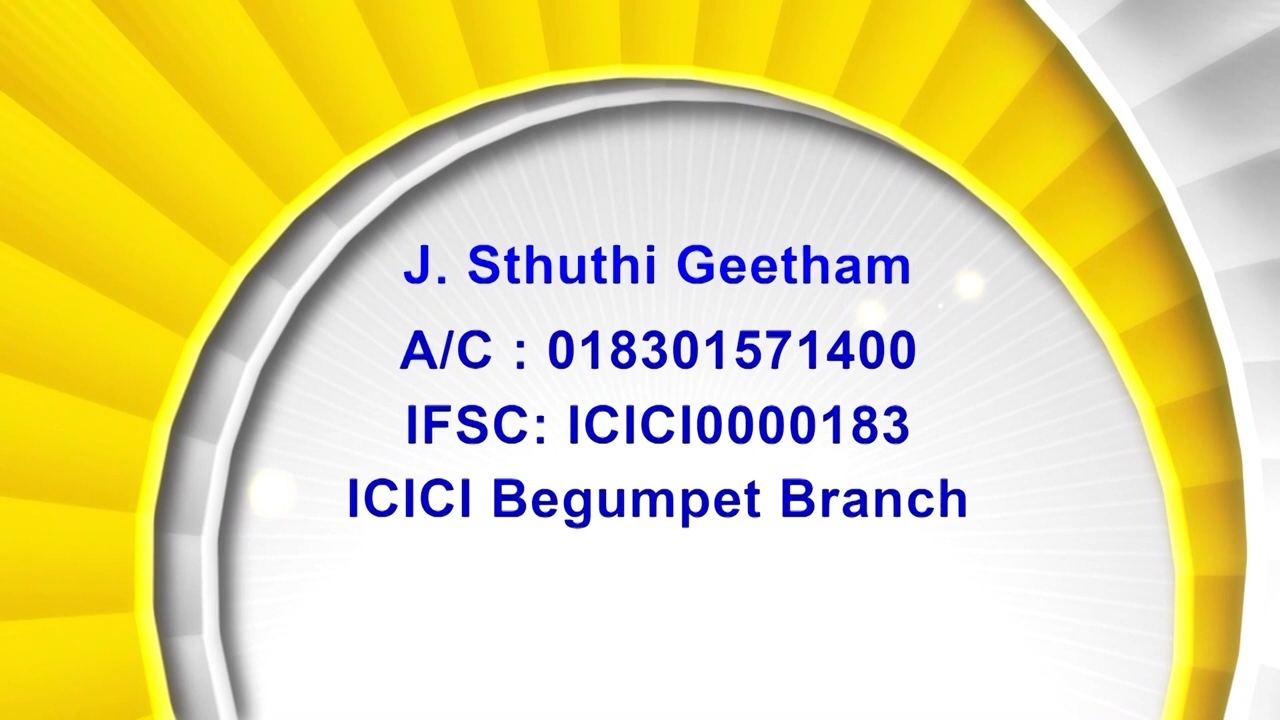 J. Sthuthi Geetham
A/C : 018301571400
IFSC: ICICI0000183
ICICI Begumpet Branch